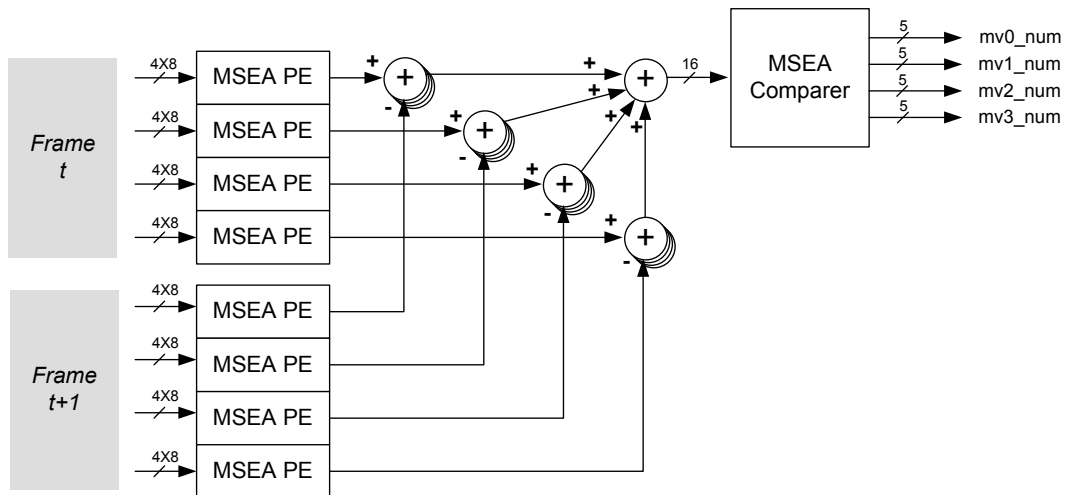 Frame
t
4X8
MSEA PE
4X8
MSEA PE
4X8
MSEA PE
4X8
MSEA PE
+
-
+
+
-
+
+
-
+
+
-
+
+
+
+
+
+
16
MSEA
Comparer
5
mv0_num
5
mv1_num
5
mv2_num
5
mv3_num
Frame
t+1
4X8
MSEA PE
4X8
MSEA PE
4X8
MSEA PE
4X8
MSEA PE